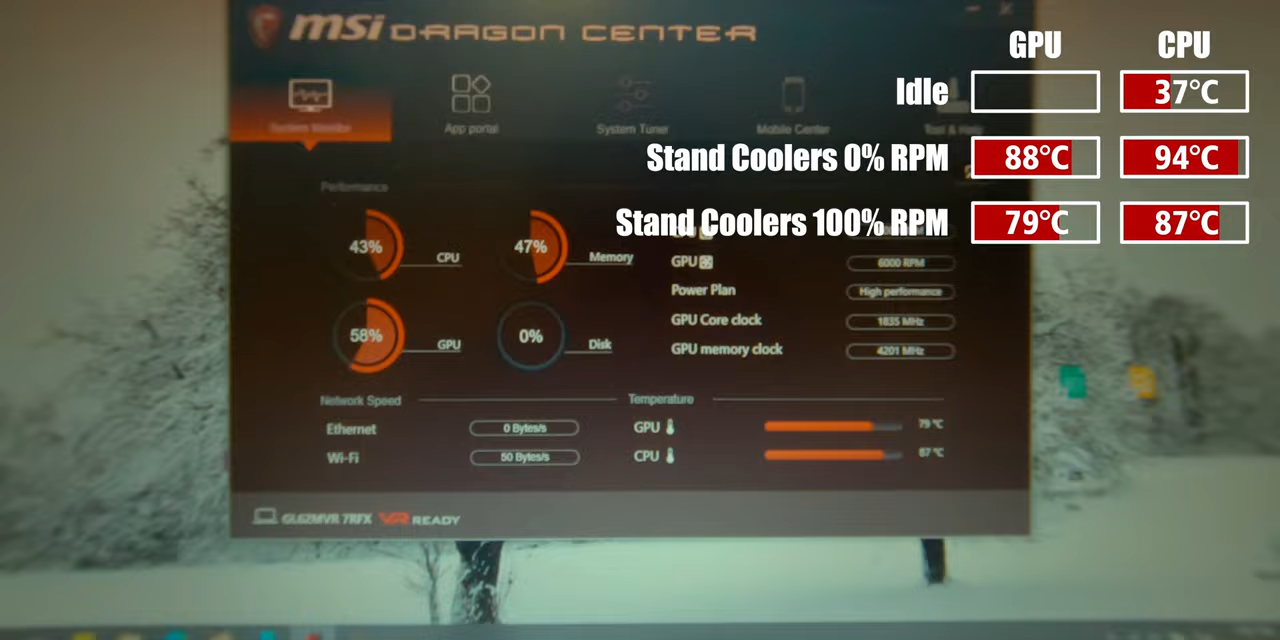 msi DRAGON CENTER
GPU CPU
Idle 37°C
System Monitor App portal System Tuner Mobile Center Tool & Help
Stand Coolers 0% RPM 88°C 94°C
Performance
Stand Coolers 100% RPM 79°C 87°C
43% CPU 47% Memory
GPU 6000 RPM
Power Plan High performance
GPU Core clock 1835 MHz
58% GPU 0% Disk
GPU memory clock 4201 MHz
Network Speed Temperature
Ethernet 0 Bytes/s GPU 79 °C
Wi-Fi 50 Bytes/s CPU 87 °C
GL62MVR 7RFX VR READY